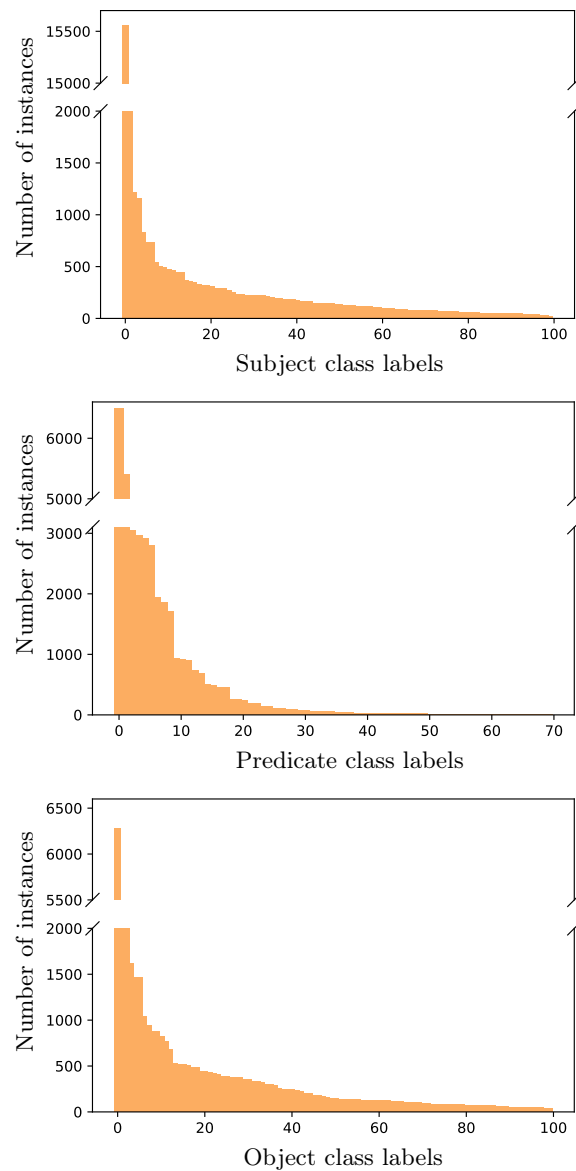 Number of instances
15500
15000
2000
1500
1000
500
0
0 20 40 60 80 100
Subject class labels
Number of instances
6000
5000
3000
2000
1000
0
0 10 20 30 40 50 60 70
Predicate class labels
Number of instances
6500
6000
5500
2000
1500
1000
500
0
0 20 40 60 80 100
Object class labels